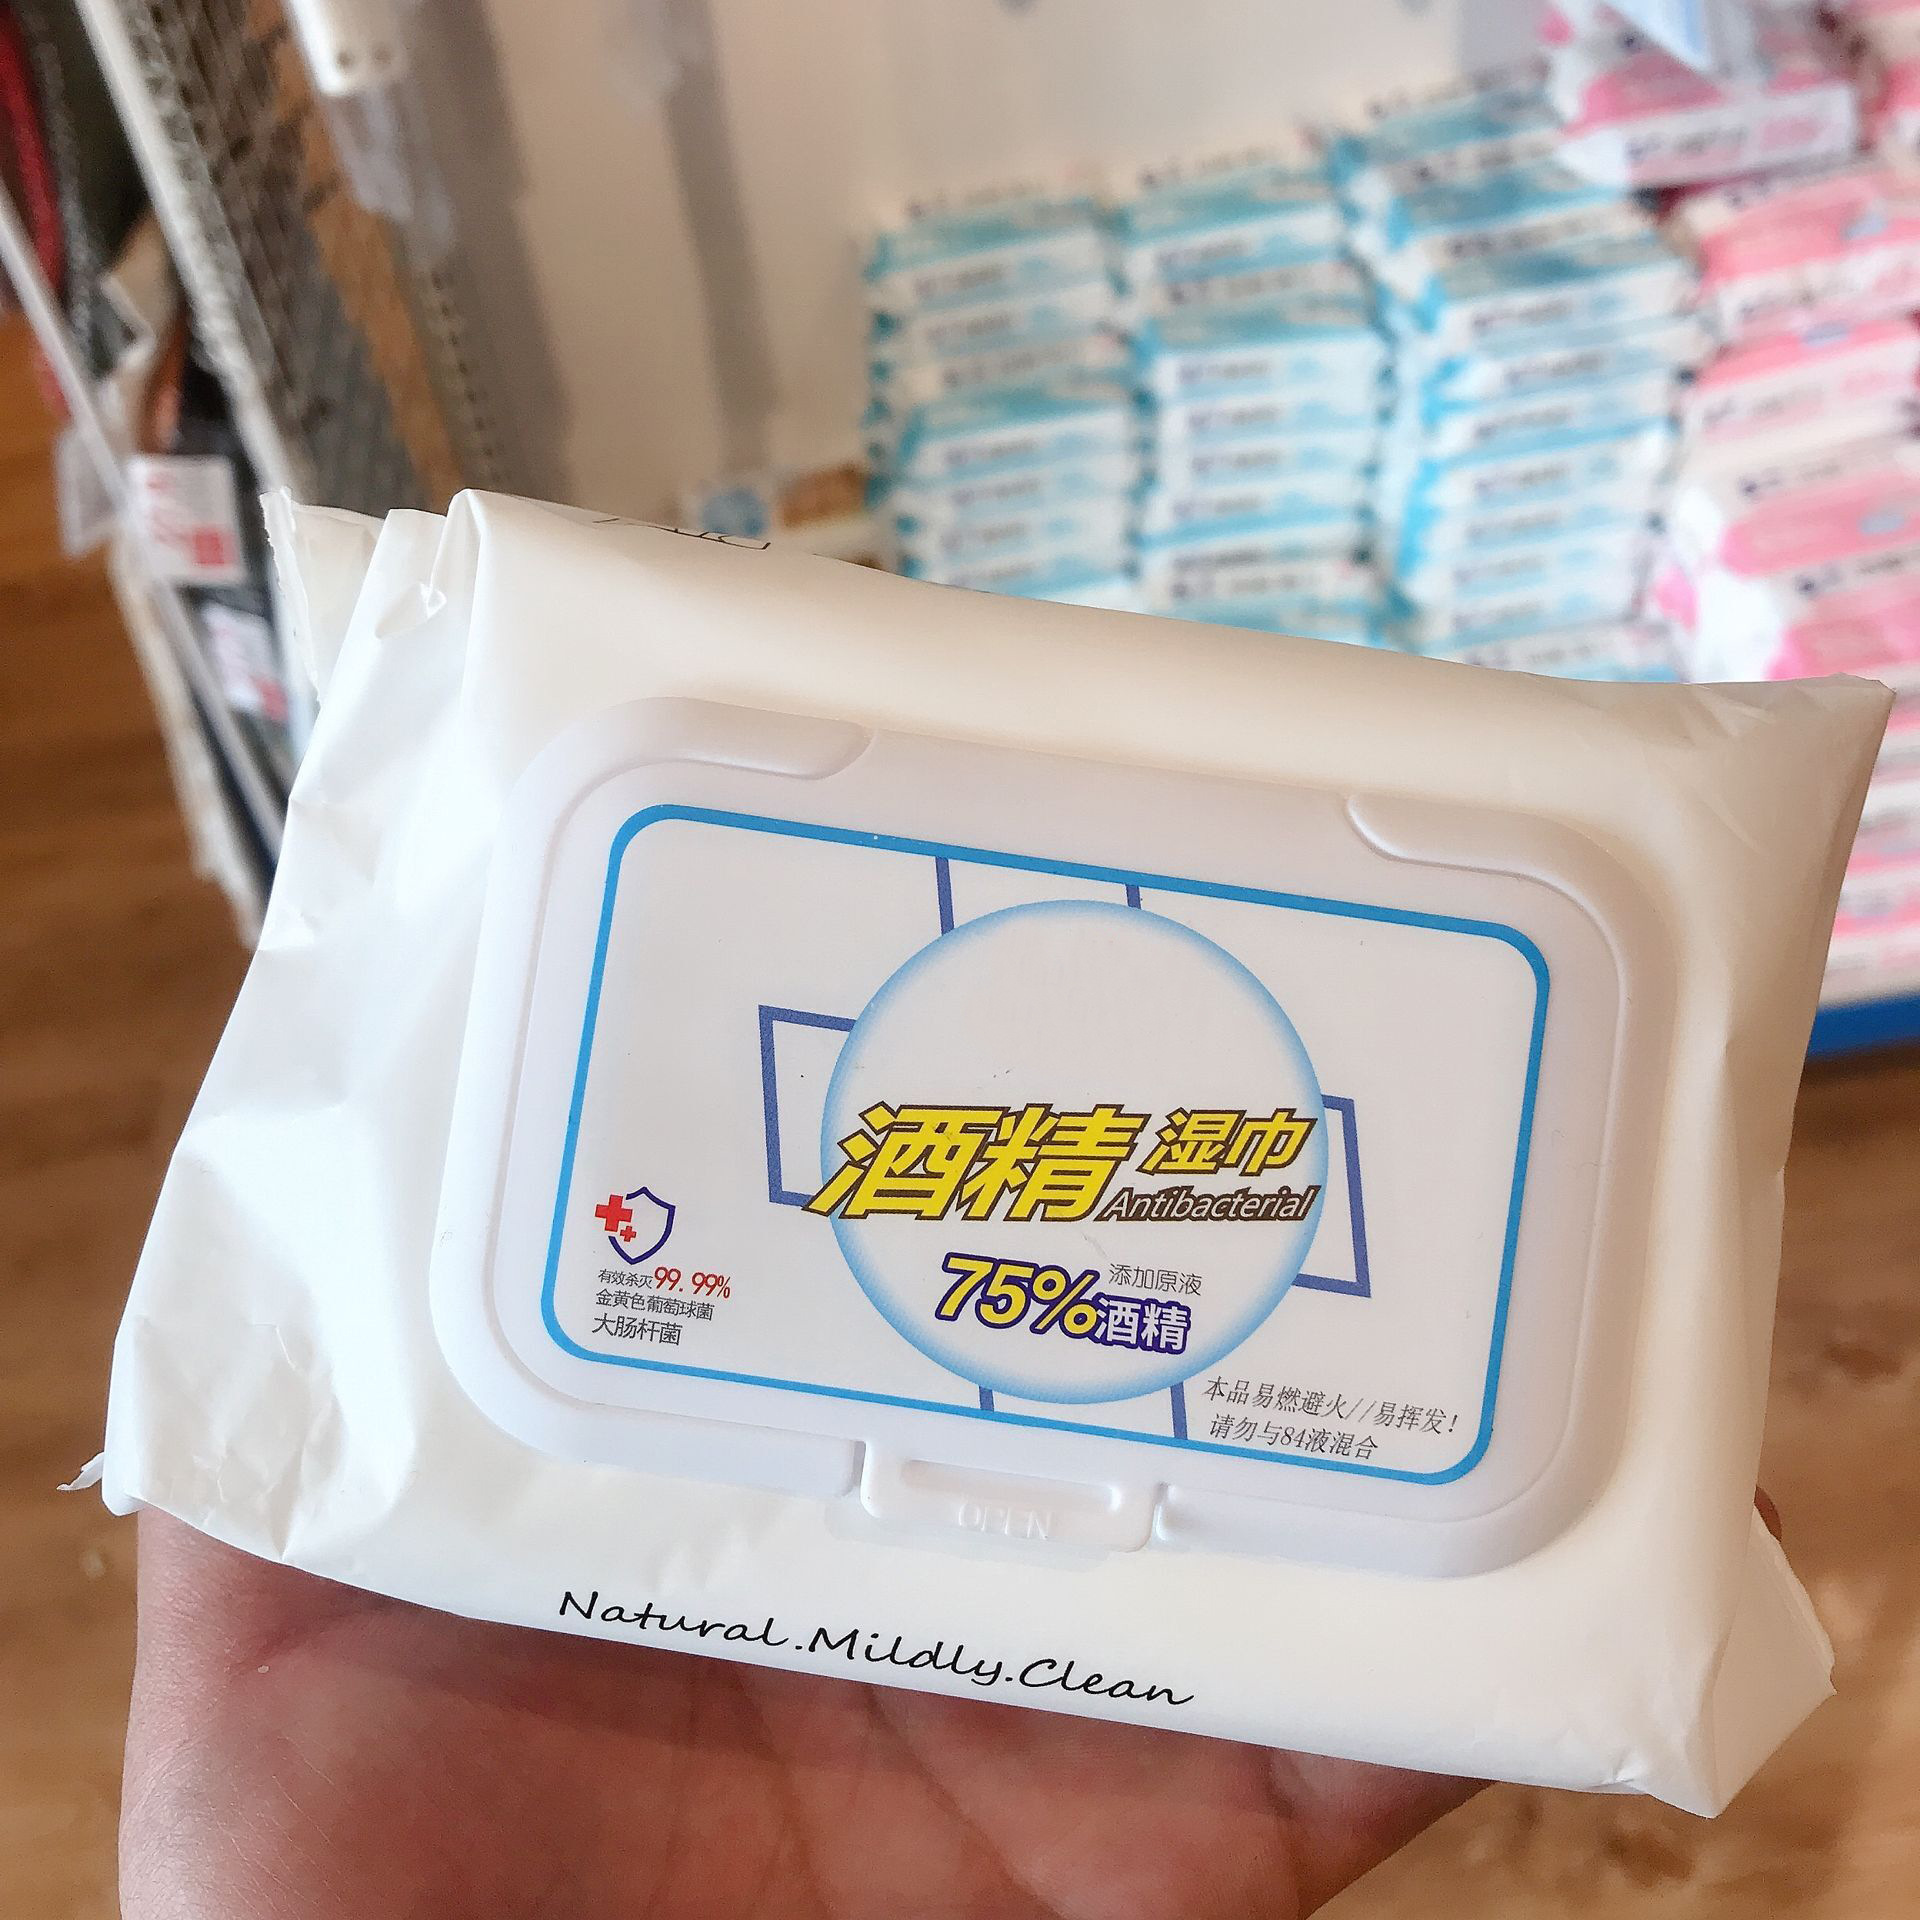 酒精湿巾
Antibacterial
75%添加原液
酒精
有效杀灭99.99%
金黄色葡萄球菌
大肠杆菌
本品易燃避火//易挥发!
请勿与84液混合
OPEN
Natural.Mildly.Clean